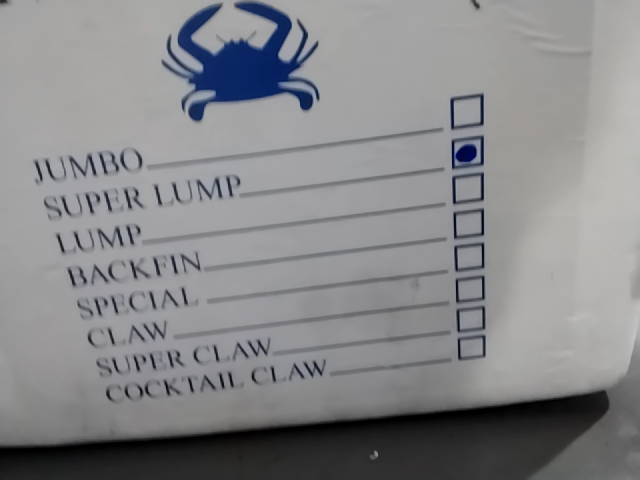 JUMBO
SUPER LUMP
LUMP
BACKFIN
SPECIAL
CLAW
SUPER CLAW
COCKTAIL CLAW